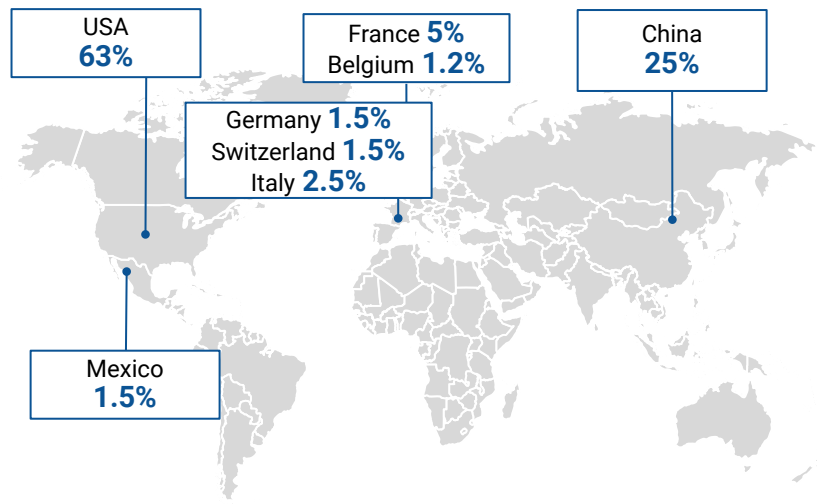 USA
63%
France 5%
Belgium 1.2%
China
25%
Germany 1.5%
Switzerland 1.5%
Italy 2.5%
Mexico
1.5%